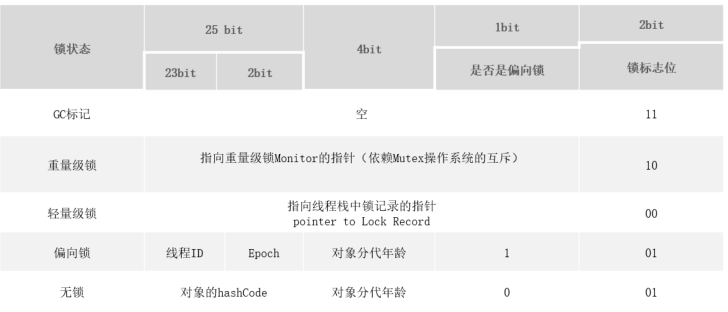 锁状态 25 bit 4bit 1bit 2bit
23bit 2bit 是否是偏向锁 锁标志位
GC标记 空 11
重量级锁 指向重量级锁Monitor的指针（依赖Mutex操作系统的互斥） 10
轻量级锁 指向线程栈中锁记录的指针 00
pointer to Lock Record
偏向锁 线程ID Epoch 对象分代年龄 1 01
无锁 对象的hashCode 对象分代年龄 0 01